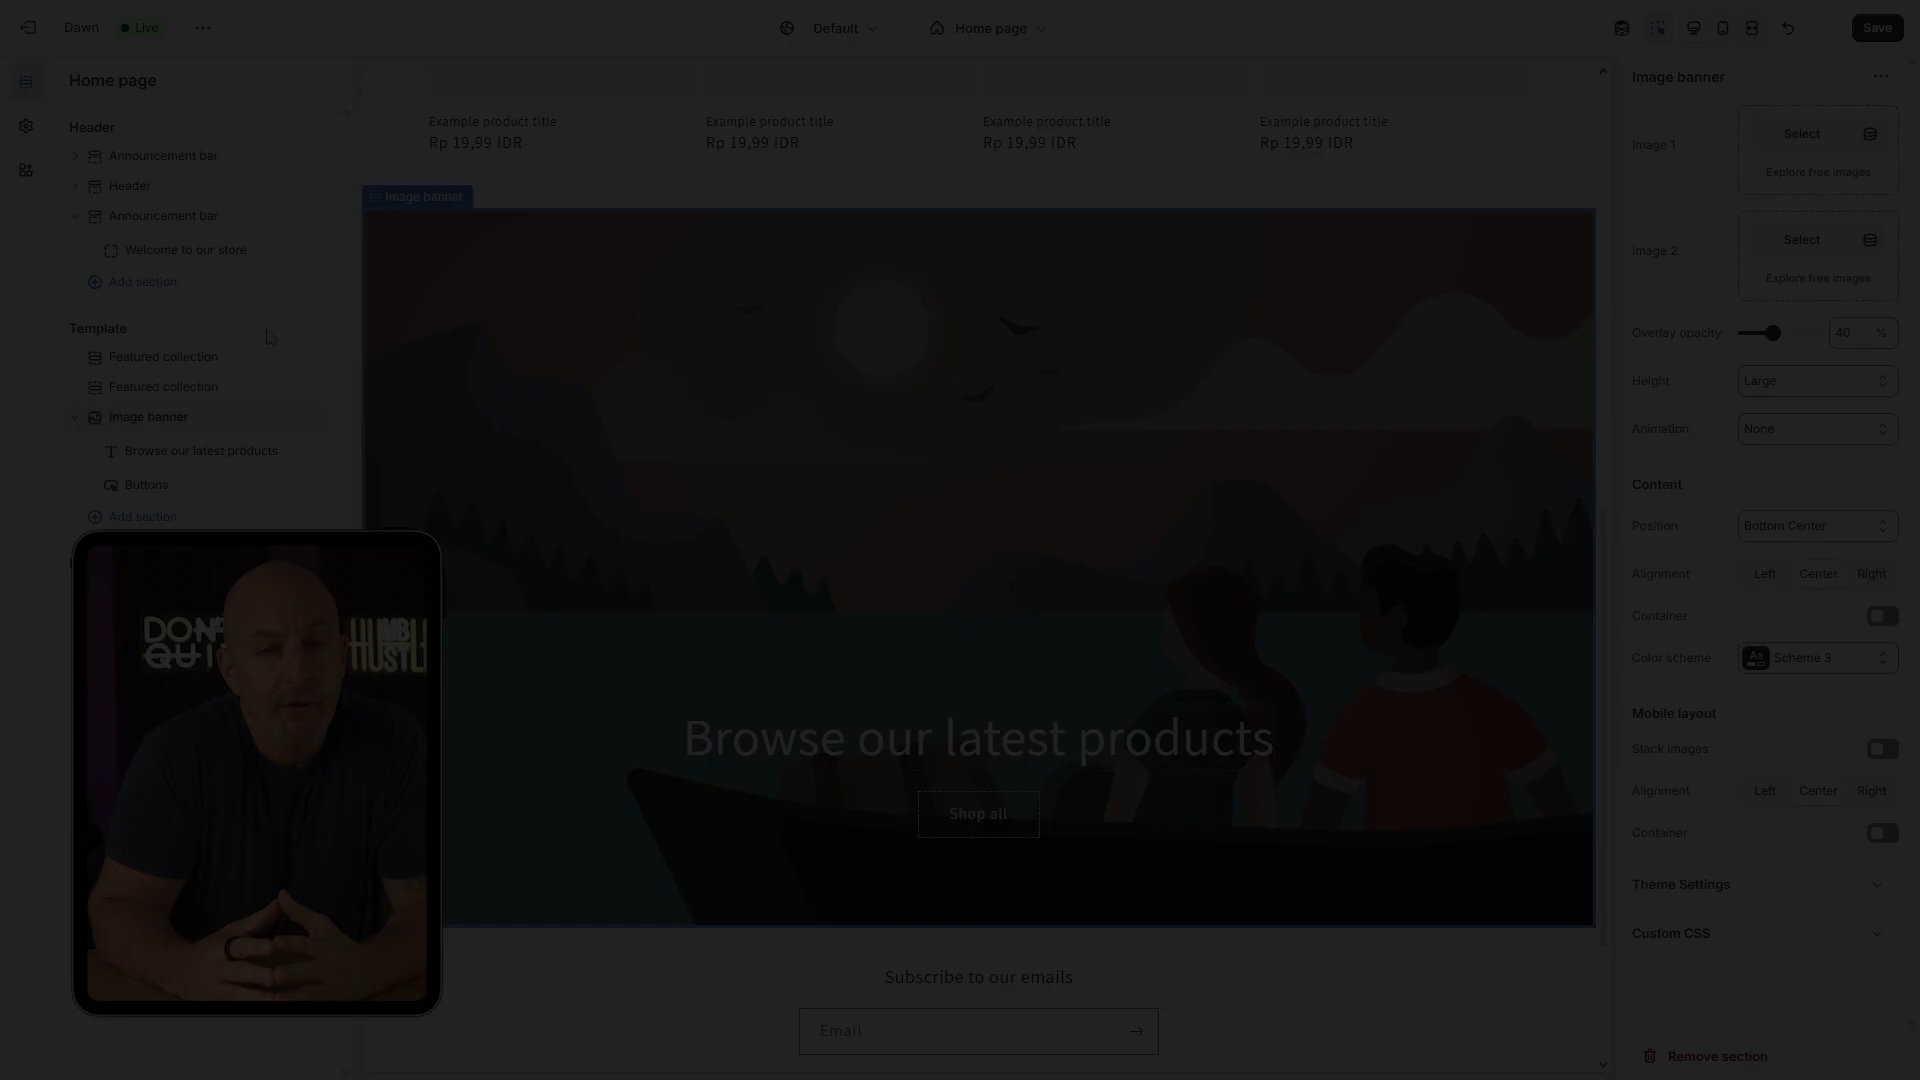 Dawn
Live
Default
Home page
Save
Home page
Header
Announcement bar
Header
Announcement bar
Welcome to our store
Add section
Template
Featured collection
Featured collection
Image banner
Browse our latest products
Buttons
Add section
Example product title
Rp 19,99 IDR
Example product title
Rp 19,99 IDR
Example product title
Rp 19,99 IDR
Example product title
Rp 19,99 IDR
Image banner
Browse our latest products
Shop all
Subscribe to our emails
Email
Image banner
Image 1
Select
Explore free images
Image 2
Select
Explore free images
Overlay opacity
40 %
Height
Large
Animation
None
Content
Position
Bottom Center
Alignment
Left Center Right
Container
Color scheme
Aa Scheme 3
Mobile layout
Stack images
Alignment
Left Center Right
Container
Theme Settings
Custom CSS
Remove section